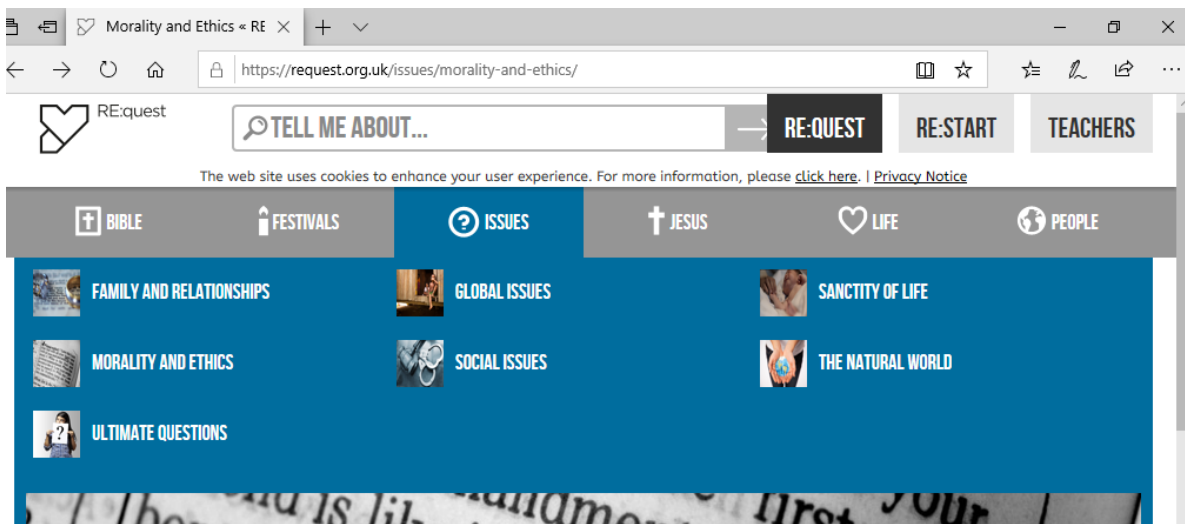 Morality and Ethics « RE
https://request.org.uk/issues/morality-and-ethics/
RE:quest
TELL ME ABOUT...
RE:QUEST
RE:START
TEACHERS
The web site uses cookies to enhance your user experience. For more information, please click here. | Privacy Notice
BIBLE
FESTIVALS
ISSUES
JESUS
LIFE
PEOPLE
FAMILY AND RELATIONSHIPS
GLOBAL ISSUES
SANCTITY OF LIFE
MORALITY AND ETHICS
SOCIAL ISSUES
THE NATURAL WORLD
?
ULTIMATE QUESTIONS
is
first
your